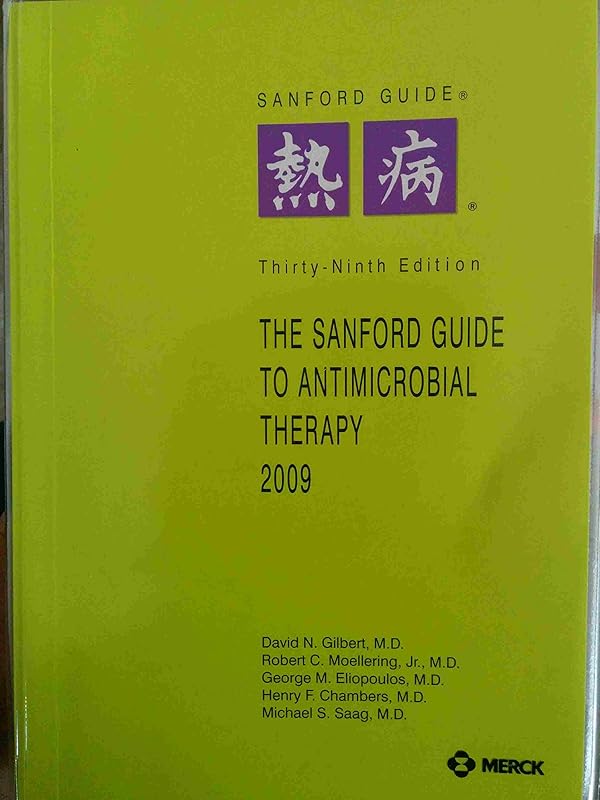 SANFORD GUIDE®
熱病®
Thirty-Ninth Edition
THE SANFORD GUIDE
TO ANTIMICROBIAL
THERAPY
2009
David N. Gilbert, M.D.
Robert C. Moellering, Jr., M.D.
George M. Eliopoulos, M.D.
Henry F. Chambers, M.D.
Michael S. Saag, M.D.
MERCK